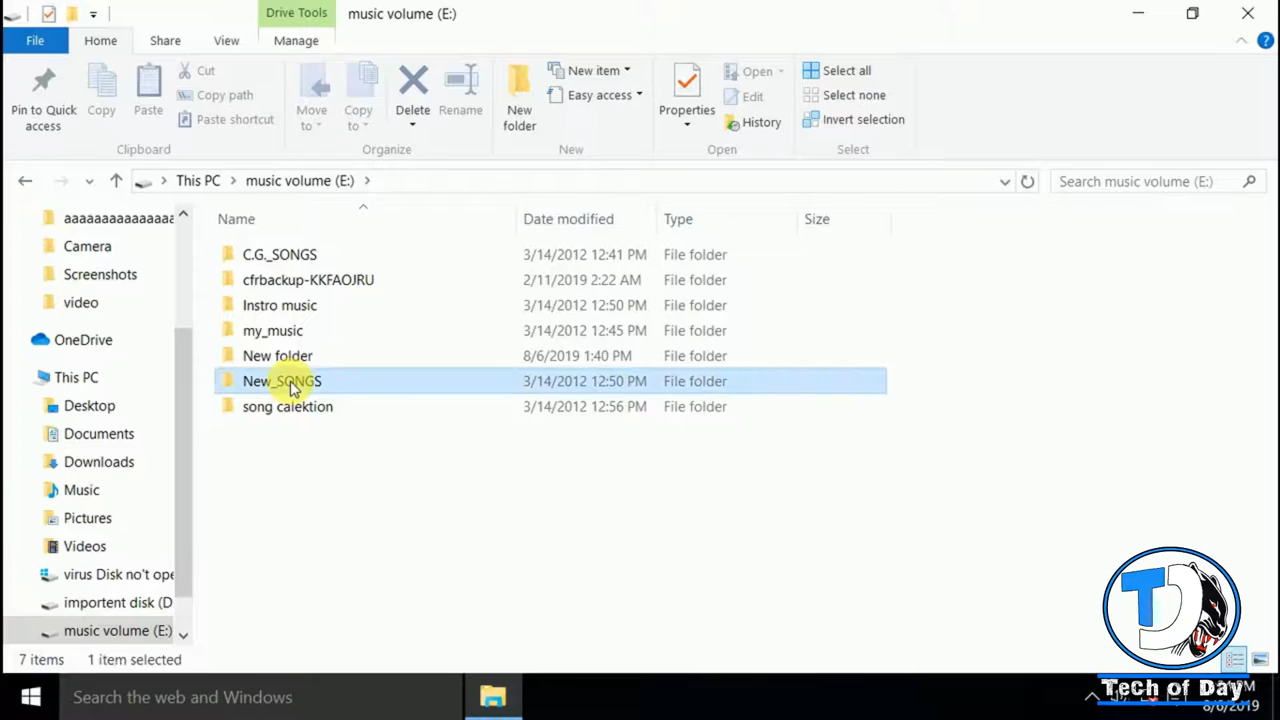 Drive Tools music volume (E:)
File Home Share View Manage
Pin to Quick access
Copy
Paste
Cut
Copy path
Paste shortcut
Clipboard
Move to
Copy to
Delete
Rename
Organize
New folder
New item
Easy access
New
Properties
Open
Edit
History
Open
Select all
Select none
Invert selection
Select
This PC > music volume (E:) >
Search music volume (E:)
aaaaaaaaaaaaaaa
Camera
Screenshots
video
OneDrive
This PC
Desktop
Documents
Downloads
Music
Pictures
Videos
virus Disk no't ope
importent disk (D
music volume (E:)
Name Date modified Type Size
C.G._SONGS 3/14/2012 12:41 PM File folder
cfrbackup-KKFAOJRU 2/11/2019 2:22 AM File folder
Instro music 3/14/2012 12:50 PM File folder
my_music 3/14/2012 12:45 PM File folder
New folder 8/6/2019 1:40 PM File folder
New_SONGS 3/14/2012 12:50 PM File folder
song calektion 3/14/2012 12:56 PM File folder
7 items 1 item selected
TD
Tech of Day
Search the web and Windows
8/6/2019